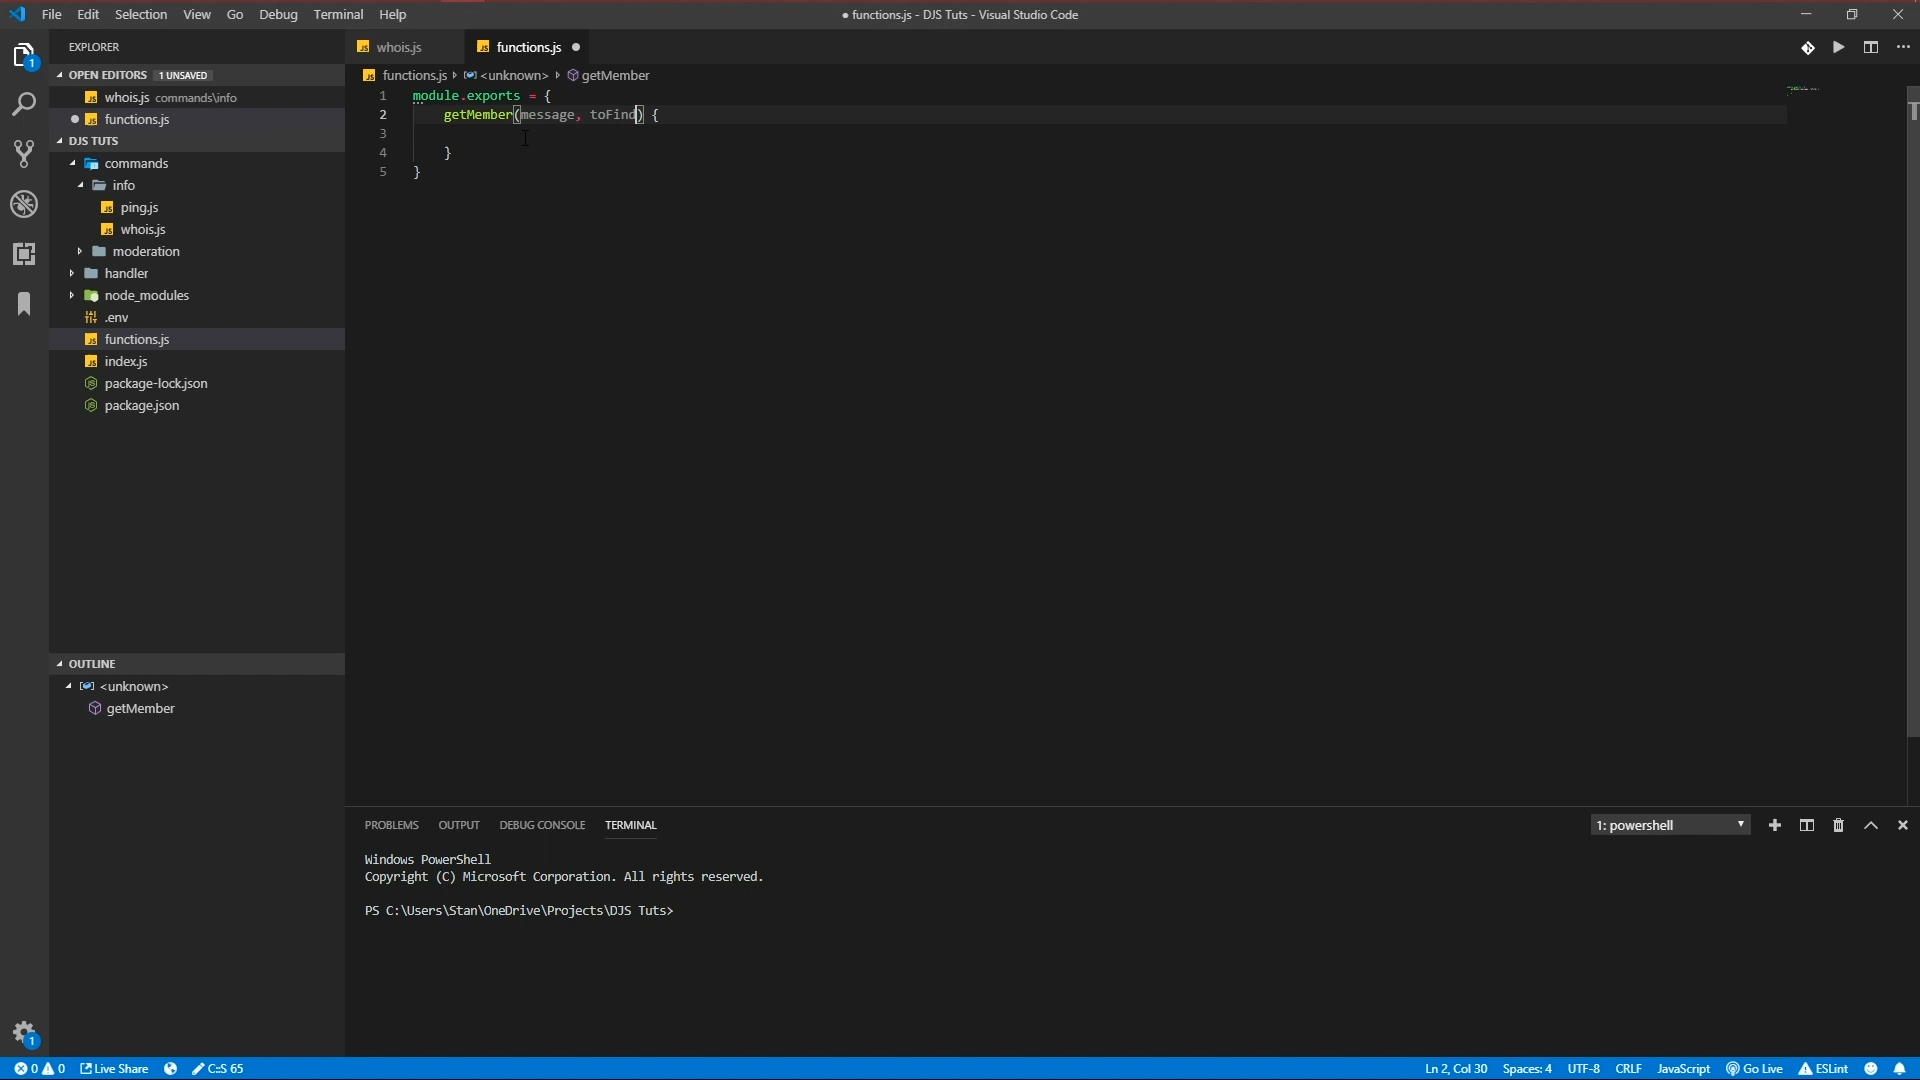 File Edit Selection View Go Debug Terminal Help
● functions.js - DJS Tuts - Visual Studio Code
EXPLORER
whois.js
functions.js
OPEN EDITORS 1 UNSAVED
whois.js commands\info
functions.js
DJS TUTS
commands
info
ping.js
whois.js
moderation
handler
node_modules
.env
functions.js
index.js
package-lock.json
package.json
OUTLINE
<unknown>
getMember
functions.js <unknown> getMember
1 module.exports = {
2 getMember(message, toFind) {
3
4 }
5 }
PROBLEMS OUTPUT DEBUG CONSOLE TERMINAL
1: powershell
Windows PowerShell
Copyright (C) Microsoft Corporation. All rights reserved.
PS C:\Users\Stan\OneDrive\Projects\DJS Tuts>
1
1
0 0 Live Share C:S 65
Ln 2, Col 30 Spaces: 4 UTF-8 CRLF JavaScript Go Live ESLint